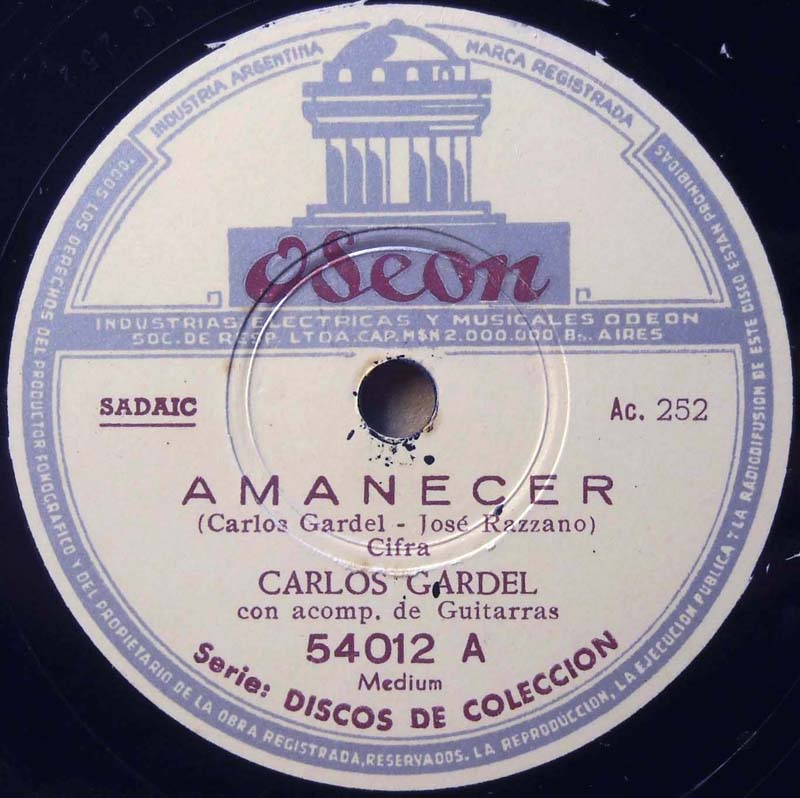 INDUSTRIA ARGENTINA
MARCA REGISTRADA
Odeon
INDUSTRIAS ELECTRICAS Y MUSICALES ODEON
SOC. DE RESP. LTDA. CAP. M$N 2.000.000 Bs. AIRES
SADAIC
Ac. 252
AMANECER
(Carlos Gardel - José Razzano)
Cifra
CARLOS GARDEL
con acomp. de Guitarras
54012 A
Medium
Serie: DISCOS DE COLECCION
TODOS LOS DERECHOS DEL PRODUCTOR FONOGRAFICO Y DEL PROPIETARIO DE LA OBRA REGISTRADA, RESERVADOS. LA REPRODUCCION, LA EJECUCION PUBLICA Y LA RADIODIFUSION DE ESTE DISCO ESTAN PROHIBIDAS